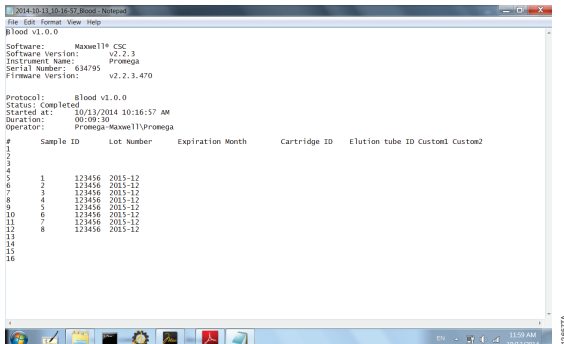 2014-10-13_10-16-57_Blood - Notepad
File Edit Format View Help
Blood v1.0.0
Software: Maxwell® CSC
Software Version: v2.2.3
Instrument Name: Promega
Serial Number: 634795
Firmware Version: v2.2.3.470
Protocol: Blood v1.0.0
Status: Completed
Started at: 10/13/2014 10:16:57 AM
Duration: 00:09:30
Operator: Promega-Maxwell\Promega
# Sample ID Lot Number Expiration Month Cartridge ID Elution tube ID Custom1 Custom2
1
2
3
4
5 1 123456 2015-12
6 2 123456 2015-12
7 3 123456 2015-12
8 4 123456 2015-12
9 5 123456 2015-12
10 6 123456 2015-12
11 7 123456 2015-12
12 8 123456 2015-12
13
14
15
16
EN 11:59 AM